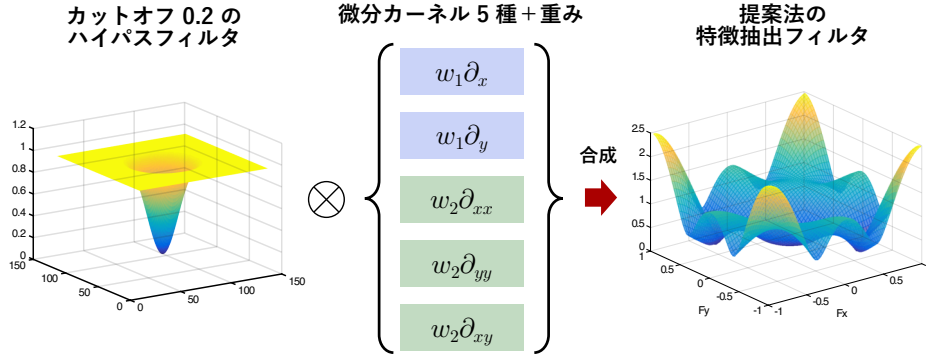 カットオフ 0.2 の
ハイパスフィルタ
微分カーネル 5 種＋重み
提案法の
特徴抽出フィルタ
w₁∂ₓ
w₁∂y
w₂∂ₓₓ
w₂∂yy
w₂∂xy
合成
1.2
1
0.8
0.6
0.4
0.2
0
150
100
50
0
0
50
100
150
2.5
2
1.5
1
0.5
0
1
0.5
0
-0.5
-1
Fy
-1
-0.5
0
0.5
Fx